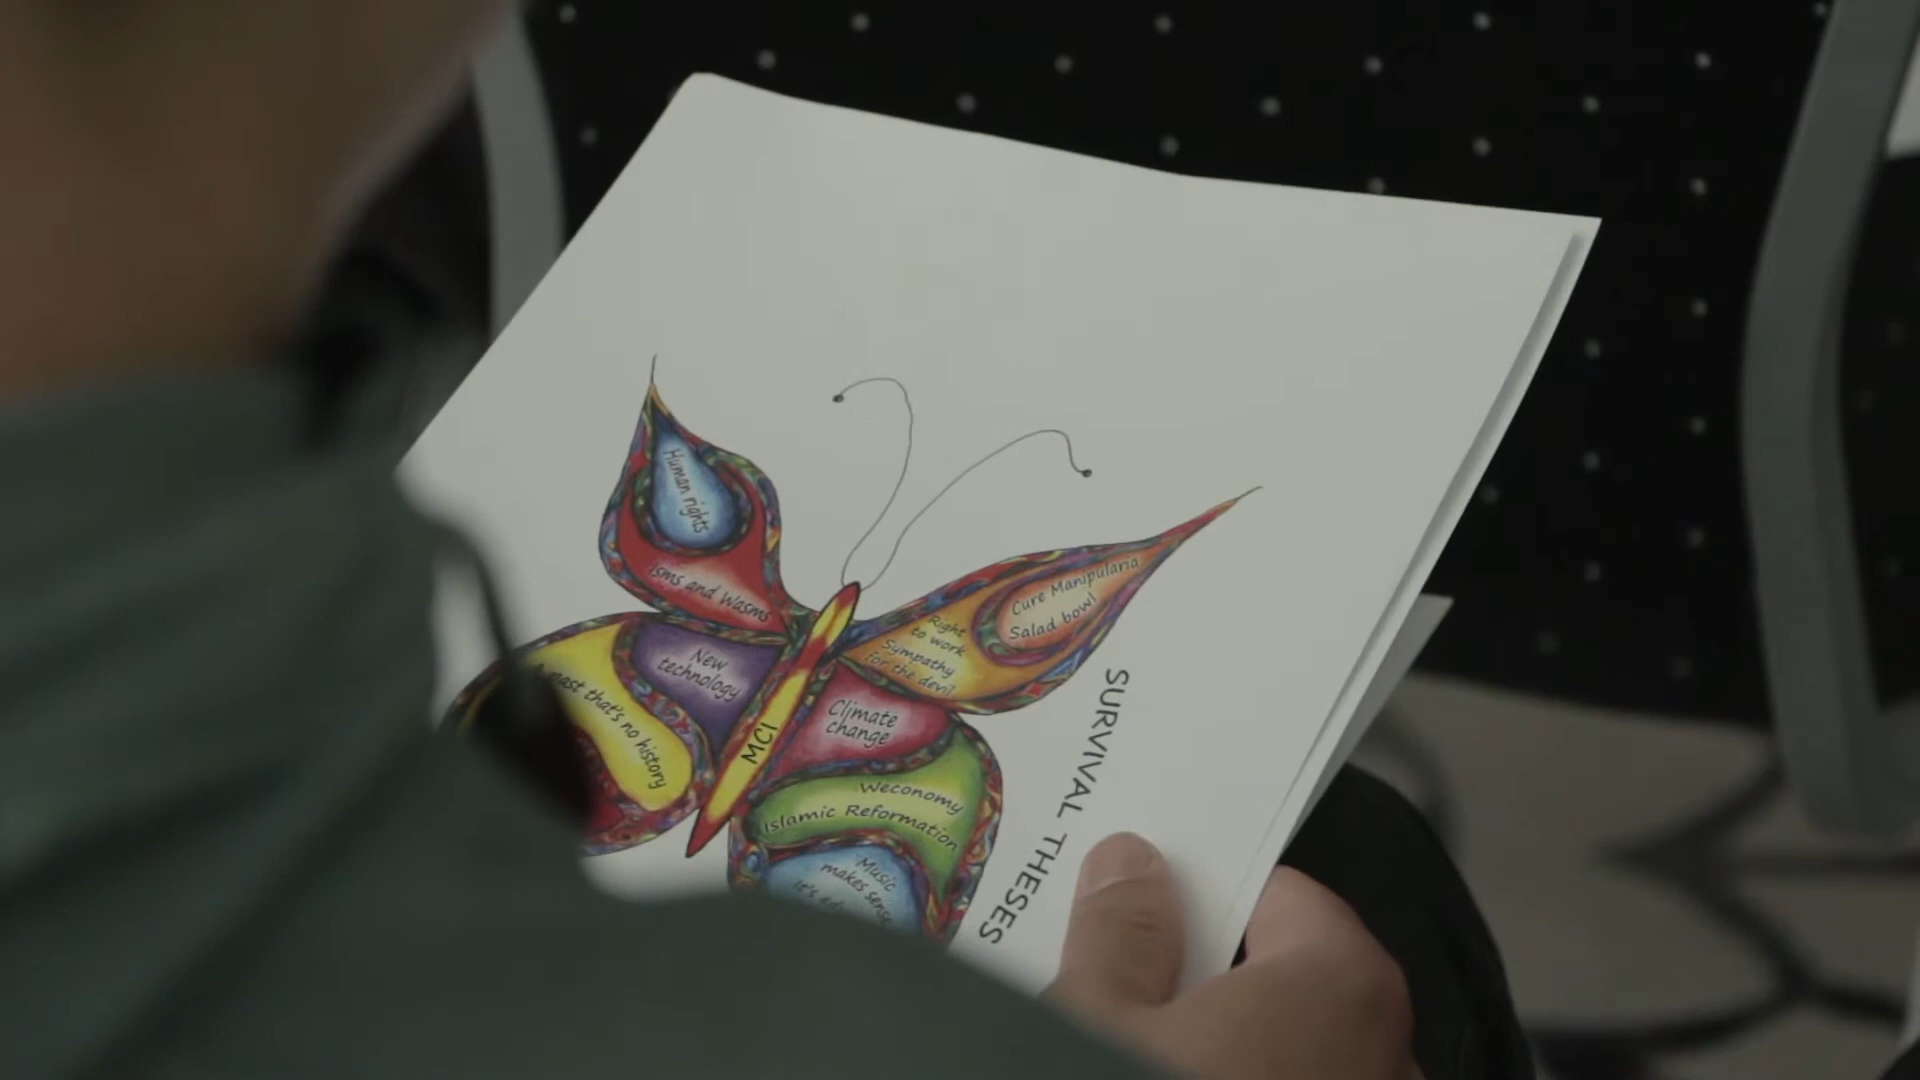 Human rights
isms and Wasms
New
technology
past that's no history
MCI
Cure Manipularia
Salad bowl
Right
to work
Sympathy
for the devil
Climate
change
Weconomy
Islamic Reformation
Music
makes sense
it's
SURVIVAL THESES